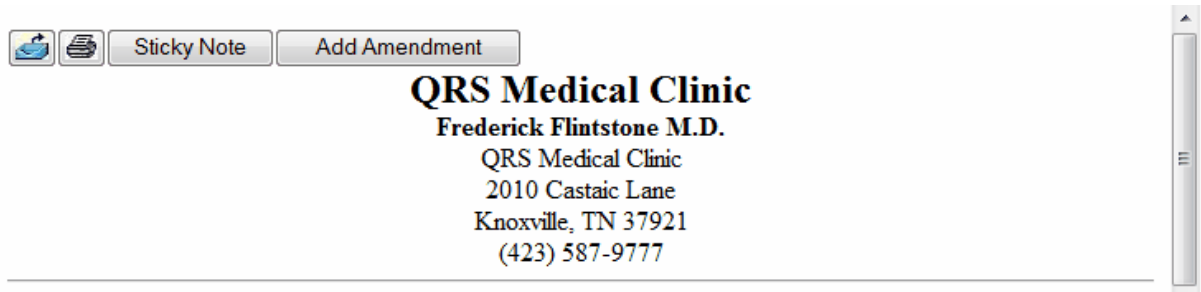 Sticky Note Add Amendment
QRS Medical Clinic
Frederick Flintstone M.D.
QRS Medical Clinic
2010 Castaic Lane
Knoxville, TN 37921
(423) 587-9777